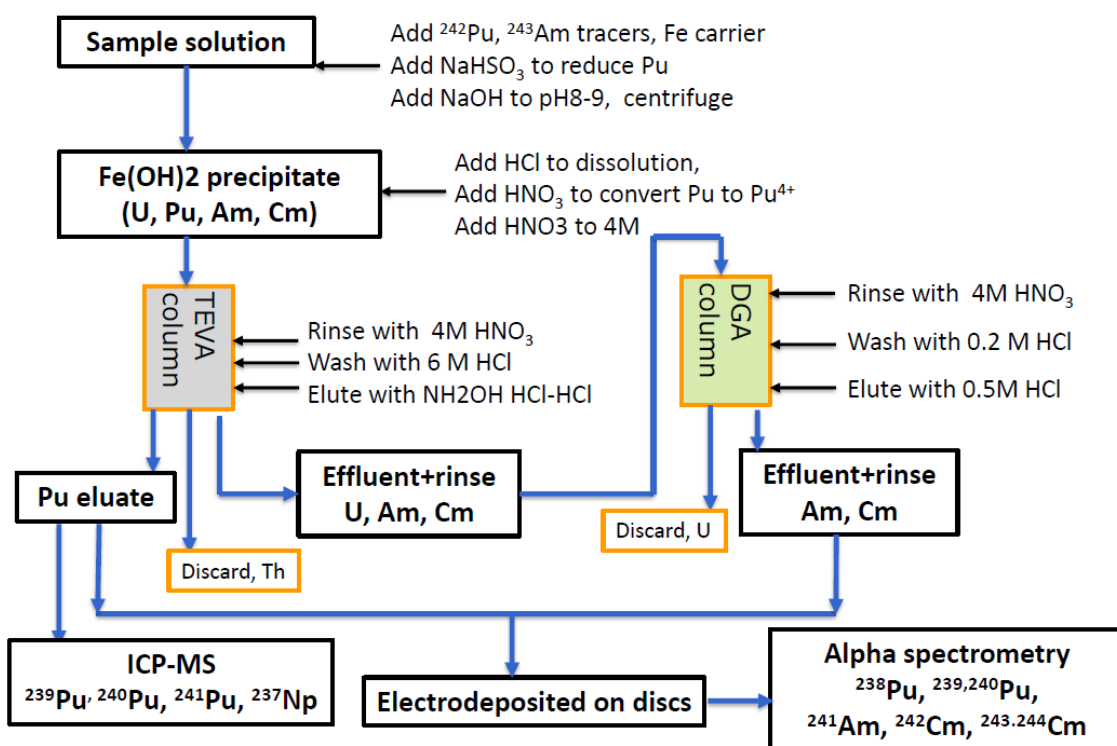 Sample solution
Add ²⁴²Pu, ²⁴³Am tracers, Fe carrier
Add NaHSO₃ to reduce Pu
Add NaOH to pH8-9, centrifuge
Fe(OH)2 precipitate
(U, Pu, Am, Cm)
Add HCl to dissolution,
Add HNO₃ to convert Pu to Pu⁴⁺
Add HNO3 to 4M
TEVA
column
Rinse with 4M HNO₃
Wash with 6 M HCl
Elute with NH2OH HCl-HCl
DGA
column
Rinse with 4M HNO₃
Wash with 0.2 M HCl
Elute with 0.5M HCl
Pu eluate
Effluent+rinse
U, Am, Cm
Effluent+rinse
Am, Cm
Discard, Th
Discard, U
ICP-MS
²³⁹Pu, ²⁴⁰Pu, ²⁴¹Pu, ²³⁷Np
Electrodeposited on discs
Alpha spectrometry
²³⁸Pu, ²³⁹,²⁴⁰Pu,
²⁴¹Am, ²⁴²Cm, ²⁴³·²⁴⁴Cm